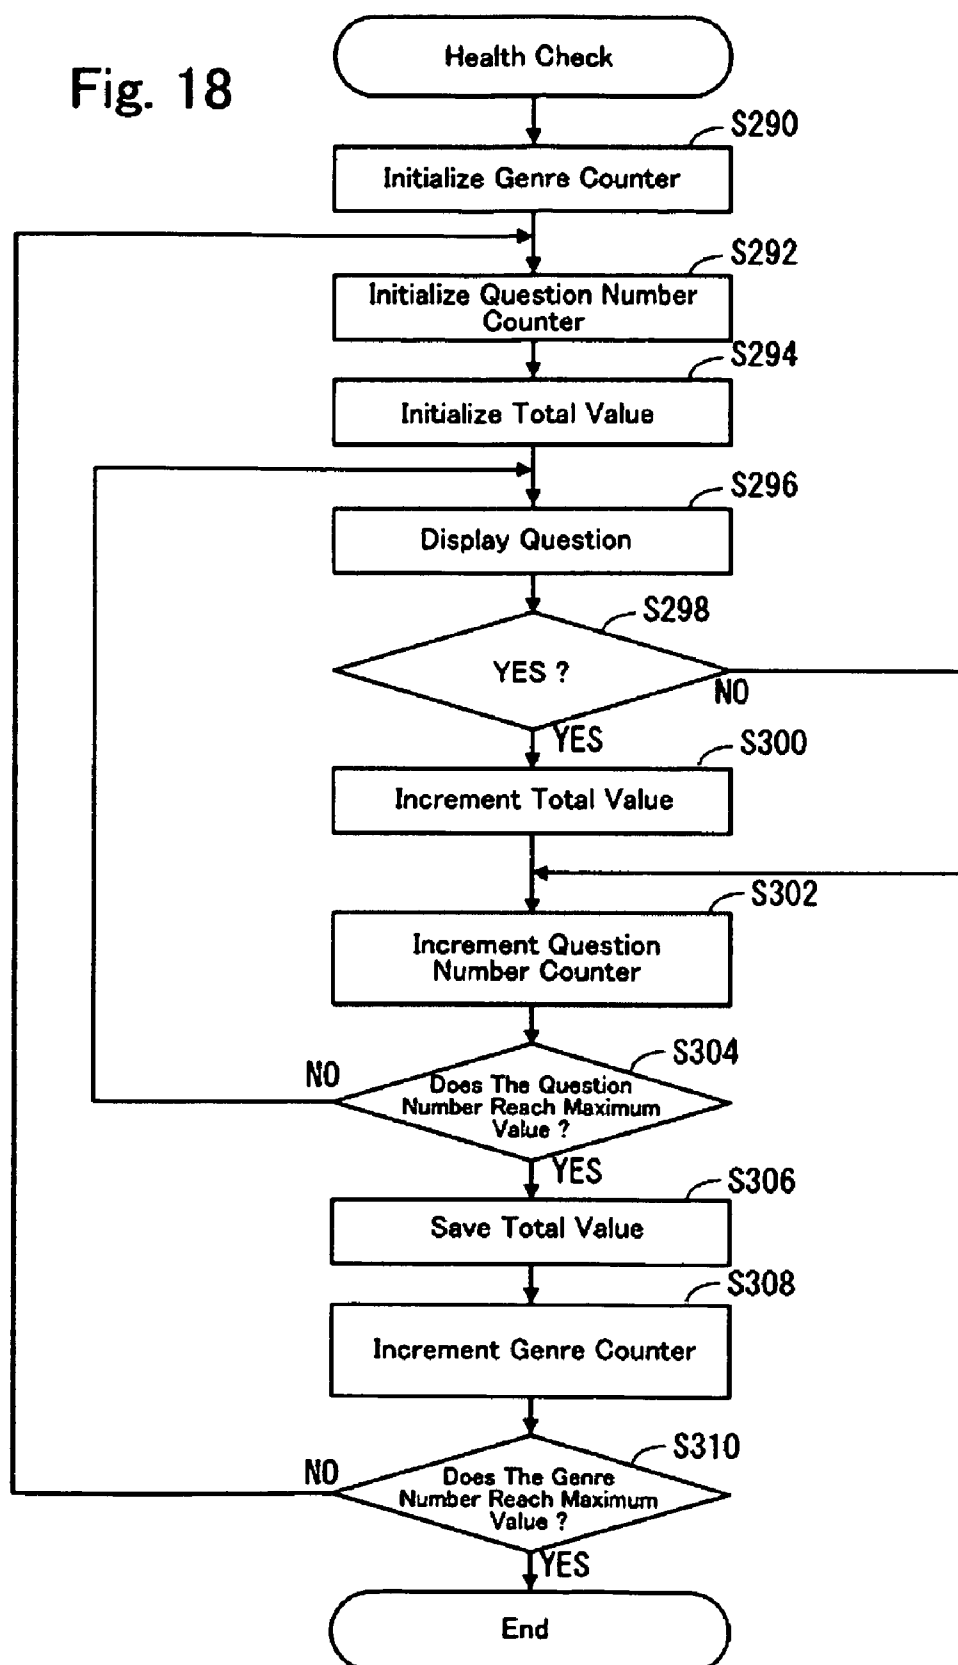 Fig. 18
Health Check
S290
Initialize Genre Counter
S292
Initialize Question Number
Counter
S294
Initialize Total Value
S296
Display Question
S298
YES ?
NO
YES
S300
Increment Total Value
S302
Increment Question
Number Counter
S304
NO
Does The Question
Number Reach Maximum
Value ?
YES
S306
Save Total Value
S308
Increment Genre Counter
S310
NO
Does The Genre
Number Reach Maximum
Value ?
YES
End